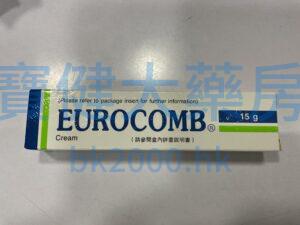 (Please refer to package insert for further information)
EUROCOMB® 15 g
Cream (請參閱盒內拼盡說明書)
寶健大藥房
bk2000.hk